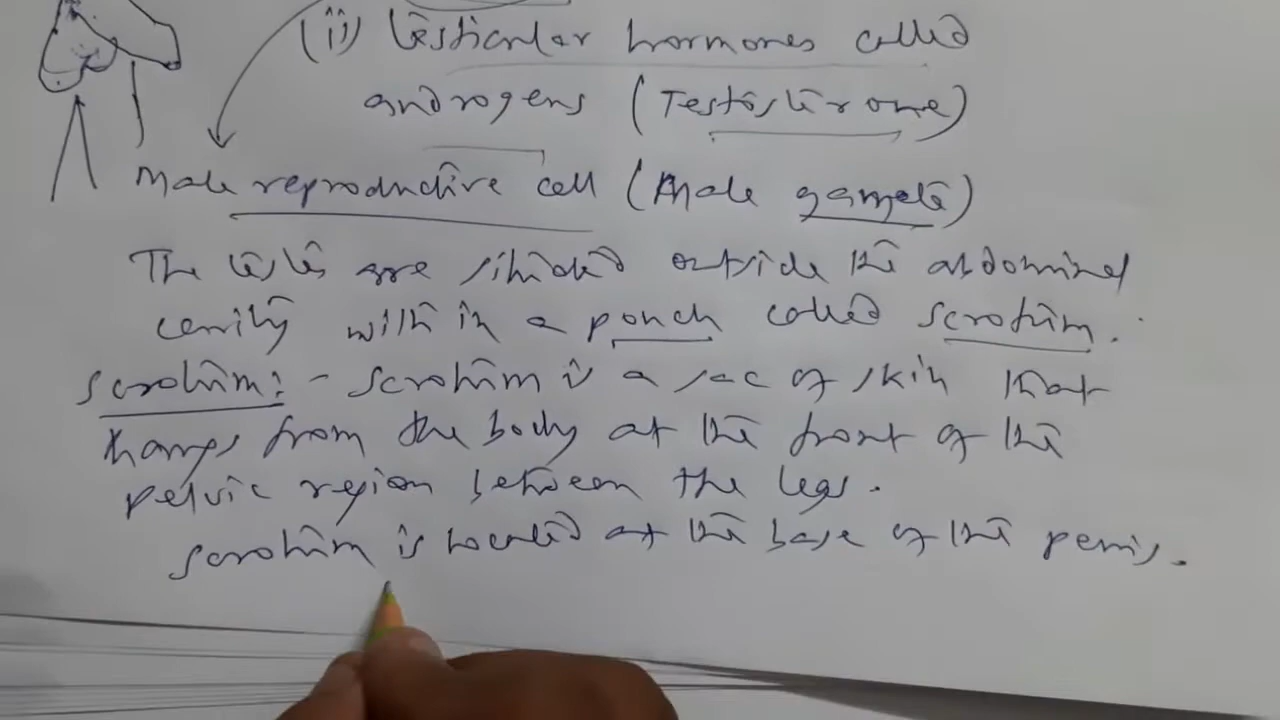 (ii) Testicular hormones called
androgens (Testosterone)
Male reproductive cell (Male gamete)
The testes are situated outside the abdominal
cavity with in a pouch called scrotum.
Scrotum:- Scrotum is a sac of skin that
hangs from the body at the front of the
pelvic region between the legs.
Scrotum is located at the base of the penis.